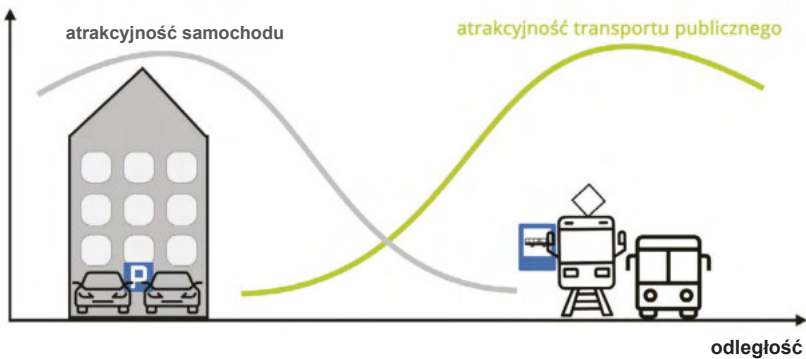 atrakcyjność samochodu
atrakcyjność transportu publicznego
P
odległość